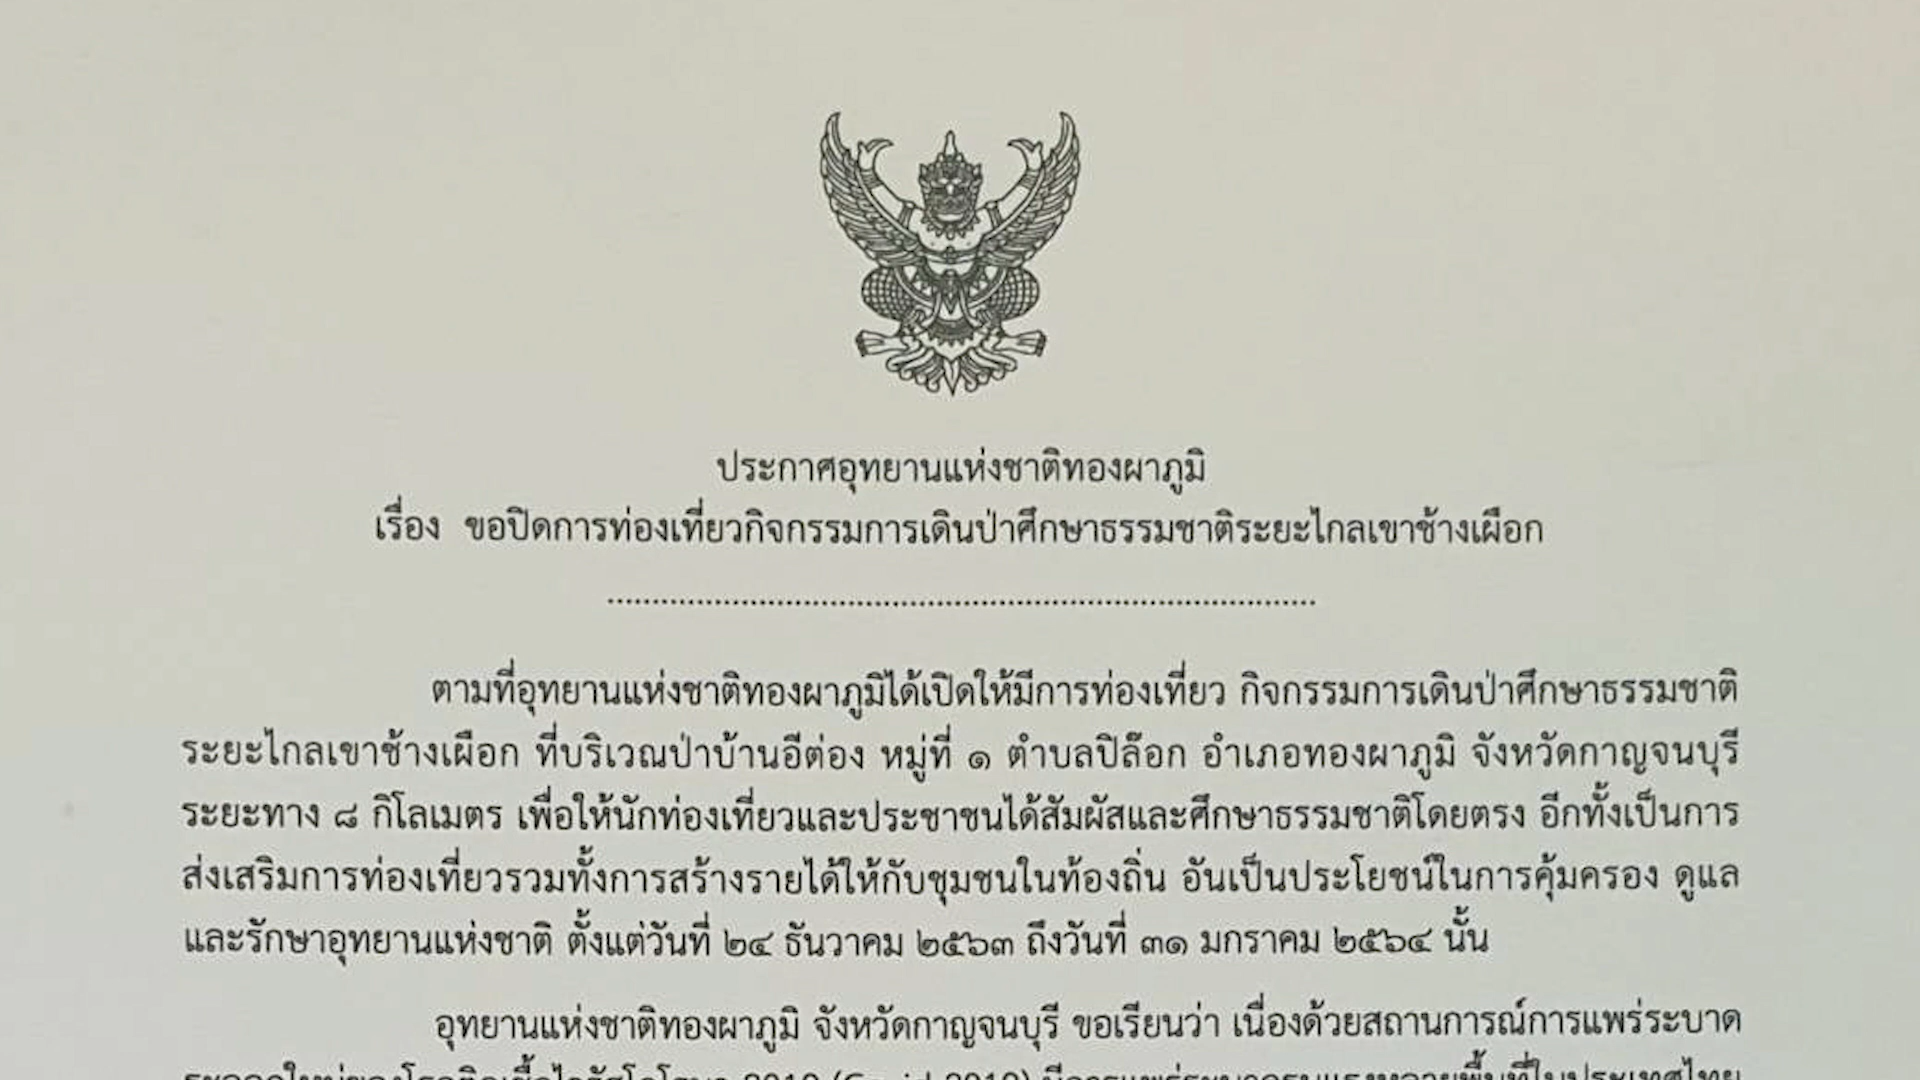 ประกาศอุทยานแห่งชาติทองผาภูมิ
เรื่อง ขอปิดการท่องเที่ยวกิจกรรมการเดินป่าศึกษาธรรมชาติระยะไกลเขาช้างเผือก
ตามที่อุทยานแห่งชาติทองผาภูมิได้เปิดให้มีการท่องเที่ยว กิจกรรมการเดินป่าศึกษาธรรมชาติ
ระยะไกลเขาช้างเผือก ที่บริเวณป่าบ้านอีต่อง หมู่ที่ ๑ ตำบลปิล๊อก อำเภอทองผาภูมิ จังหวัดกาญจนบุรี
ระยะทาง ๘ กิโลเมตร เพื่อให้นักท่องเที่ยวและประชาชนได้สัมผัสและศึกษาธรรมชาติโดยตรง อีกทั้งเป็นการ
ส่งเสริมการท่องเที่ยวรวมทั้งการสร้างรายได้ให้กับชุมชนในท้องถิ่น อันเป็นประโยชน์ในการคุ้มครอง ดูแล
และรักษาอุทยานแห่งชาติ ตั้งแต่วันที่ ๒๔ ธันวาคม ๒๕๖๓ ถึงวันที่ ๓๑ มกราคม ๒๕๖๔ นั้น
อุทยานแห่งชาติทองผาภูมิ จังหวัดกาญจนบุรี ขอเรียนว่า เนื่องด้วยสถานการณ์การแพร่ระบาด